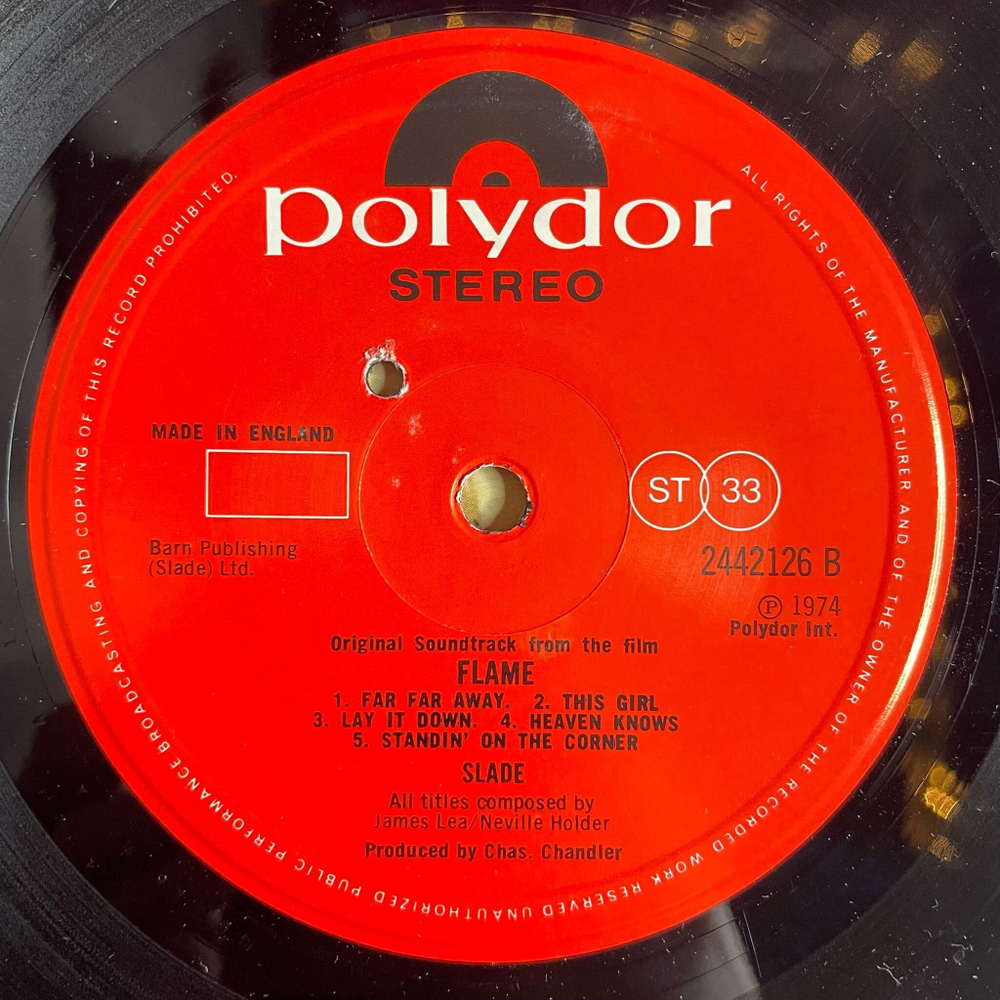 polydor
STEREO
MADE IN ENGLAND
ST 33
Barn Publishing
(Slade) Ltd.
2442126 B
Ⓟ 1974
Polydor Int.
Original Soundtrack from the film
FLAME
1. FAR FAR AWAY. 2. THIS GIRL
3. LAY IT DOWN. 4. HEAVEN KNOWS
5. STANDIN' ON THE CORNER
SLADE
All titles composed by
James Lea/Neville Holder
Produced by Chas. Chandler
ALL RIGHTS OF THE MANUFACTURER AND OF THE OWNER OF THE RECORDED WORK RESERVED UNAUTHORIZED PUBLIC PERFORMANCE BROADCASTING AND COPYING OF THIS RECORD PROHIBITED.